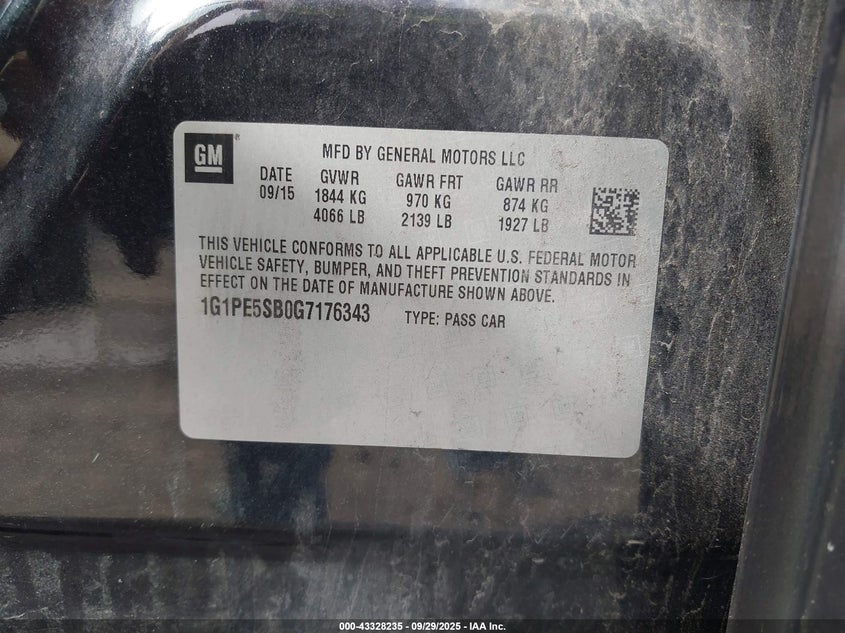 GM ®
MFD BY GENERAL MOTORS LLC
DATE GVWR GAWR FRT GAWR RR
09/15 1844 KG 970 KG 874 KG
4066 LB 2139 LB 1927 LB
THIS VEHICLE CONFORMS TO ALL APPLICABLE U.S. FEDERAL MOTOR
VEHICLE SAFETY, BUMPER, AND THEFT PREVENTION STANDARDS IN
EFFECT ON THE DATE OF MANUFACTURE SHOWN ABOVE.
1G1PE5SB0G7176343 TYPE: PASS CAR
000-43328235 - 09/29/2025 - IAA Inc.